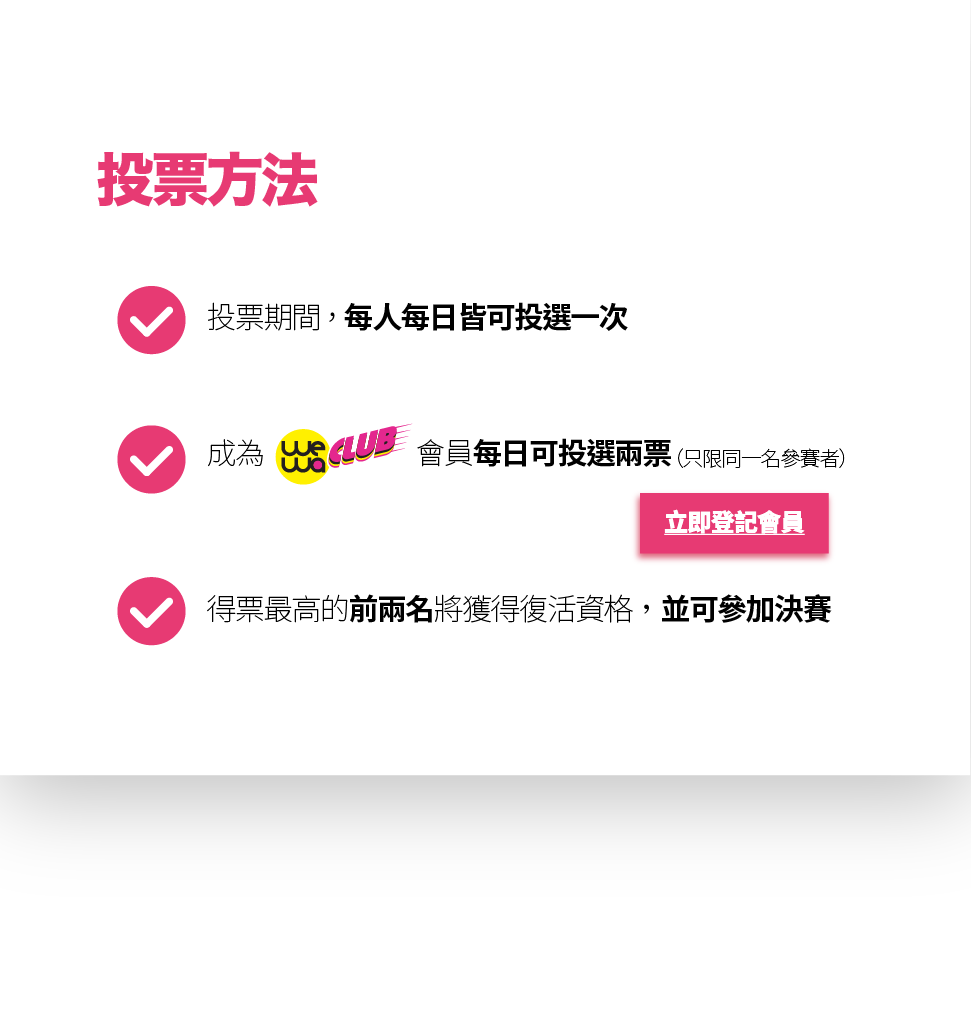 投票方法
投票期間，每人每日皆可投選一次
成為 wewa CLUB 會員每日可投選兩票 (只限同一名參賽者)
立即登記會員
得票最高的前兩名將獲得復活資格，並可參加決賽